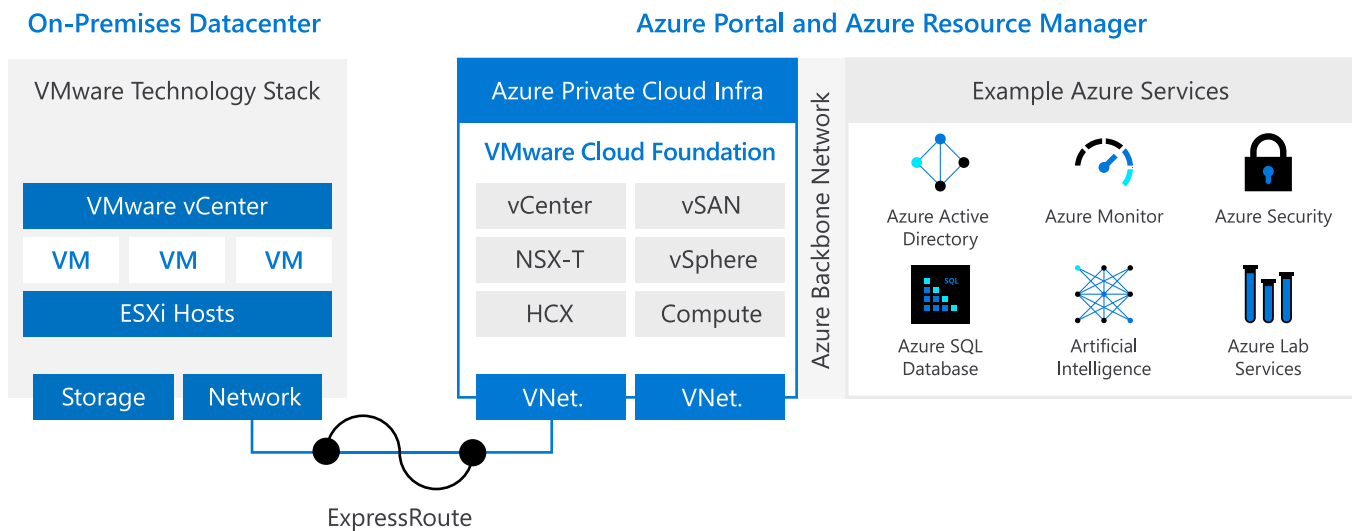 On-Premises Datacenter
Azure Portal and Azure Resource Manager
VMware Technology Stack
VMware vCenter
VM
VM
VM
ESXi Hosts
Storage
Network
ExpressRoute
Azure Private Cloud Infra
VMware Cloud Foundation
vCenter
vSAN
NSX-T
vSphere
HCX
Compute
VNet.
VNet.
Azure Backbone Network
Example Azure Services
Azure Active
Directory
Azure Monitor
Azure Security
SQL
Azure SQL
Database
Artificial
Intelligence
Azure Lab
Services